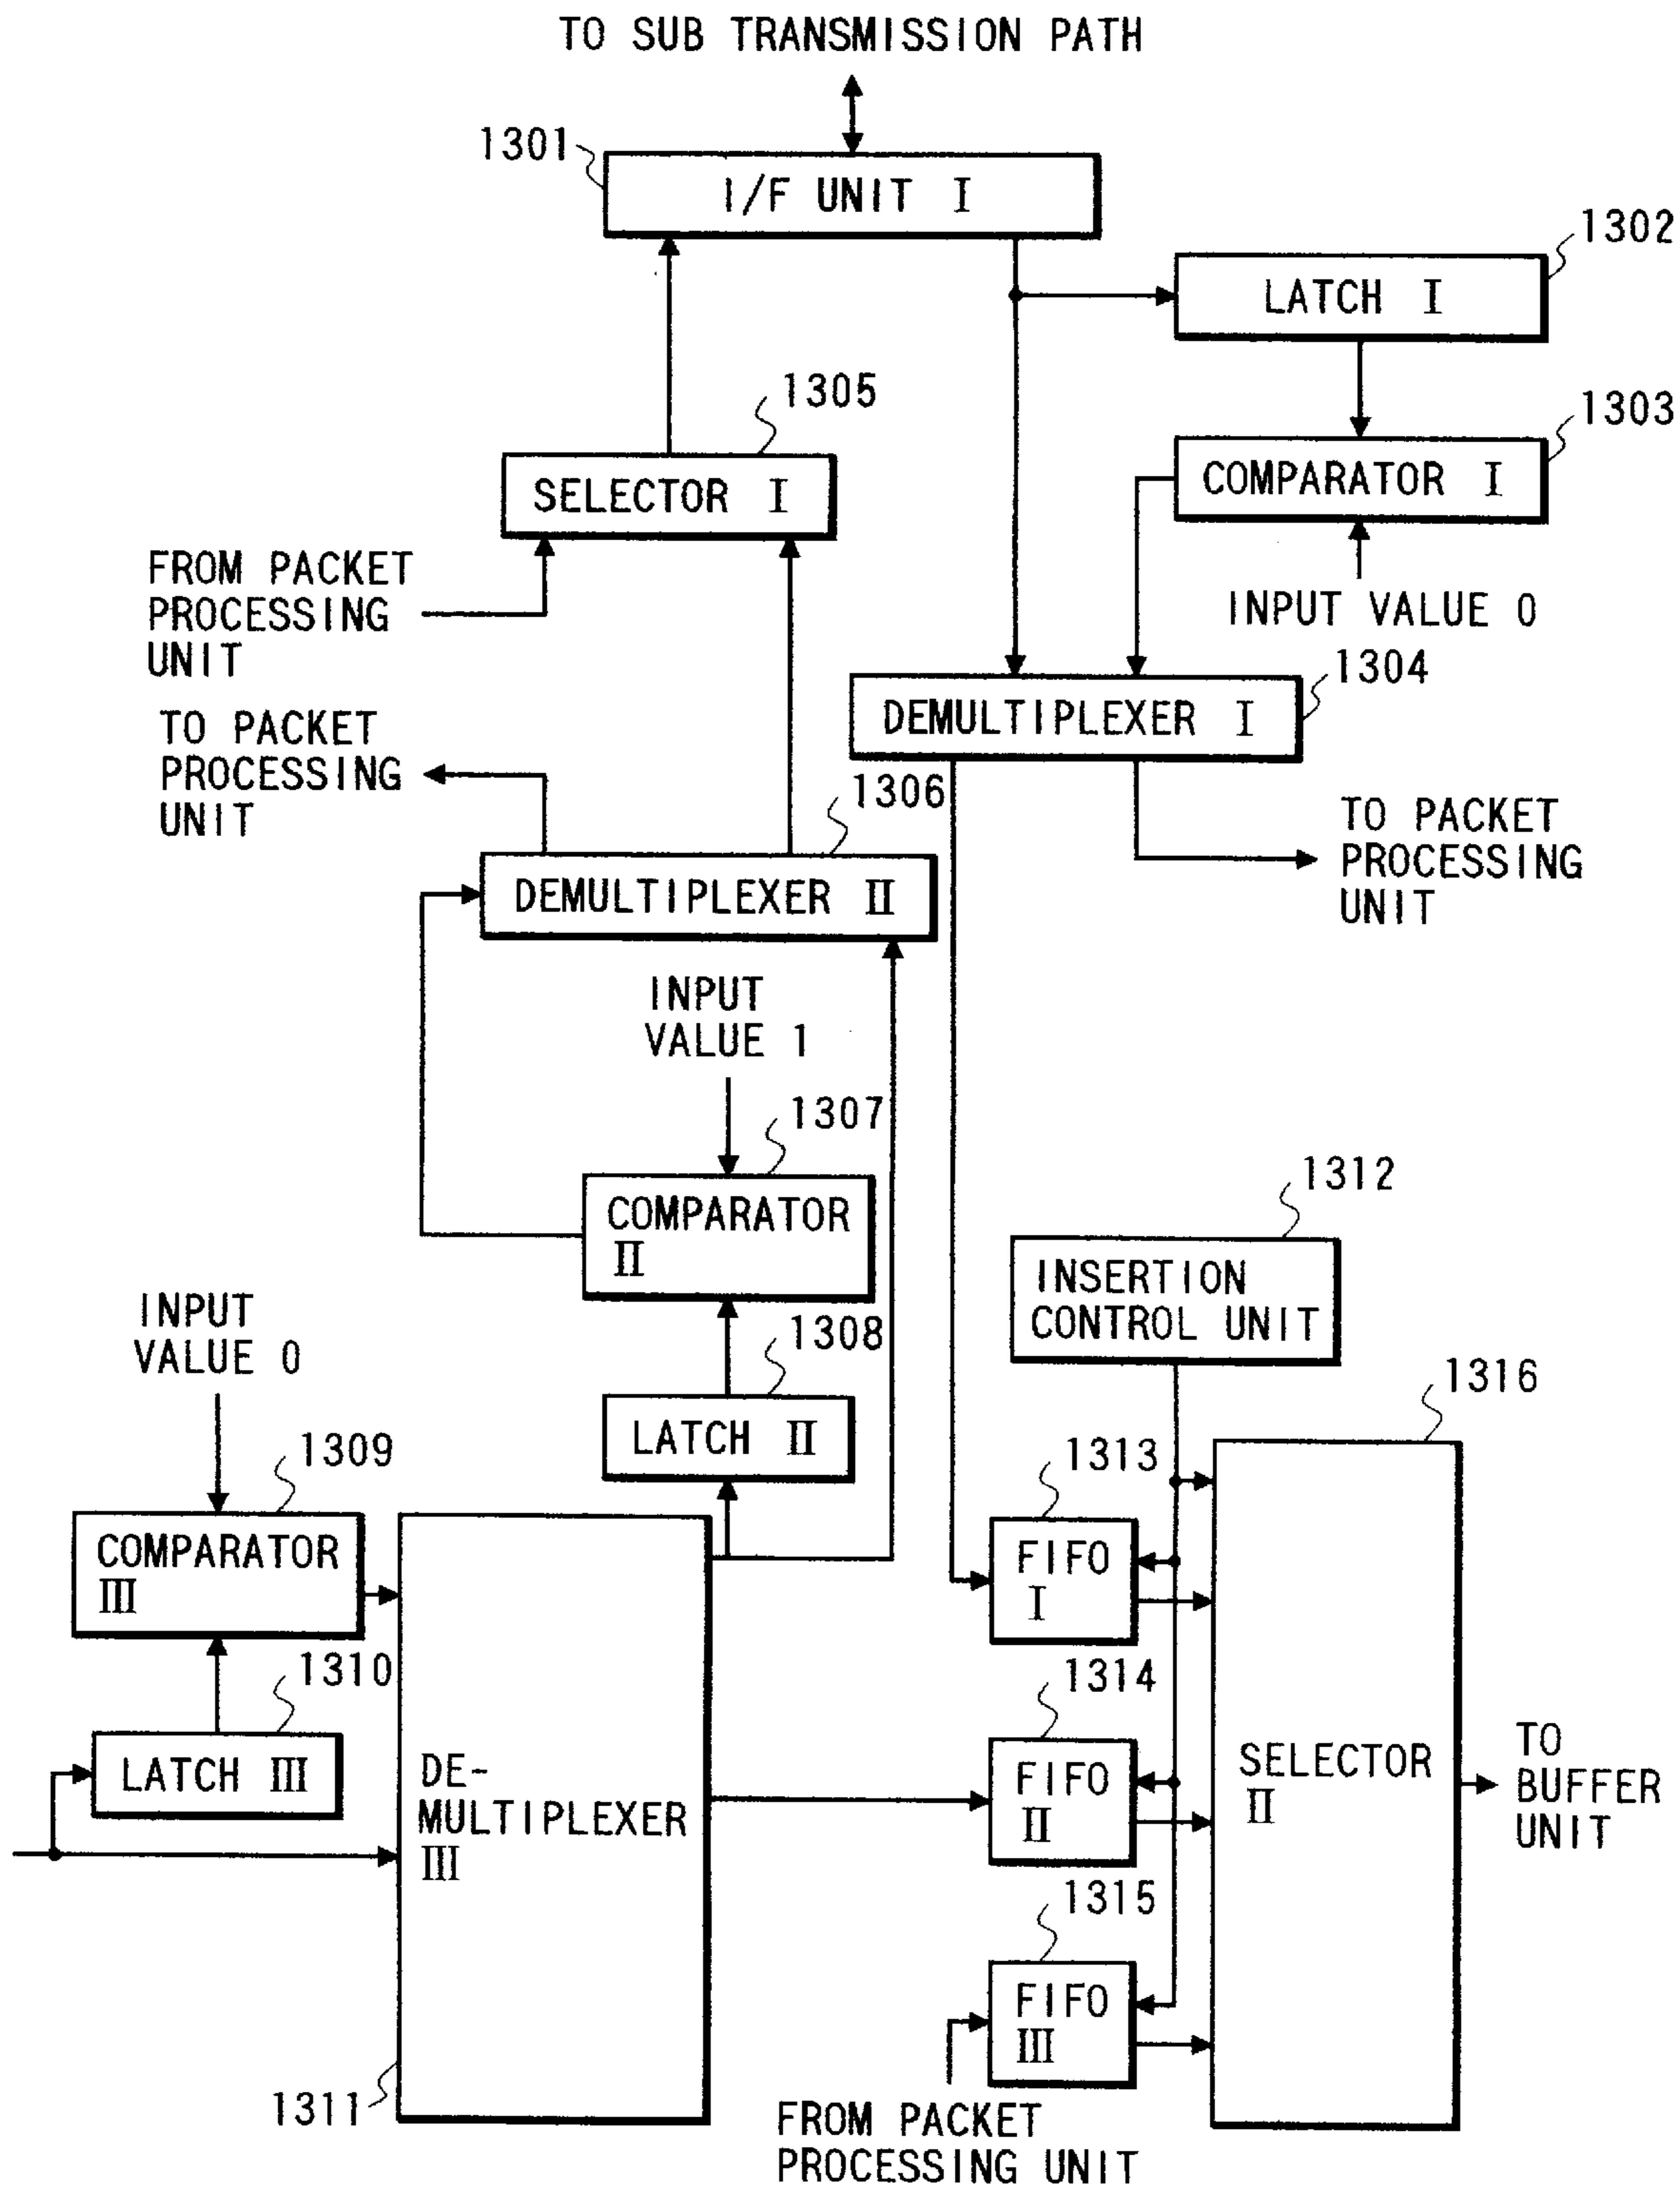 TO SUB TRANSMISSION PATH
1301
I/F UNIT I
1302
LATCH I
1305
1303
SELECTOR I
COMPARATOR I
FROM PACKET
PROCESSING
UNIT
INPUT VALUE 0
1304
DEMULTIPLEXER I
TO PACKET
PROCESSING
UNIT
1306
TO PACKET
PROCESSING
UNIT
DEMULTIPLEXER II
INPUT
VALUE 1
1307
COMPARATOR
II
1312
INSERTION
CONTROL UNIT
INPUT
VALUE 0
1308
LATCH II
1316
1309
COMPARATOR
III
1313
FIFO
I
1310
LATCH III
1314
FIFO
II
DE-
MULTIPLEXER
III
SELECTOR
II
TO
BUFFER
UNIT
1315
FIFO
III
1311
FROM PACKET
PROCESSING UNIT